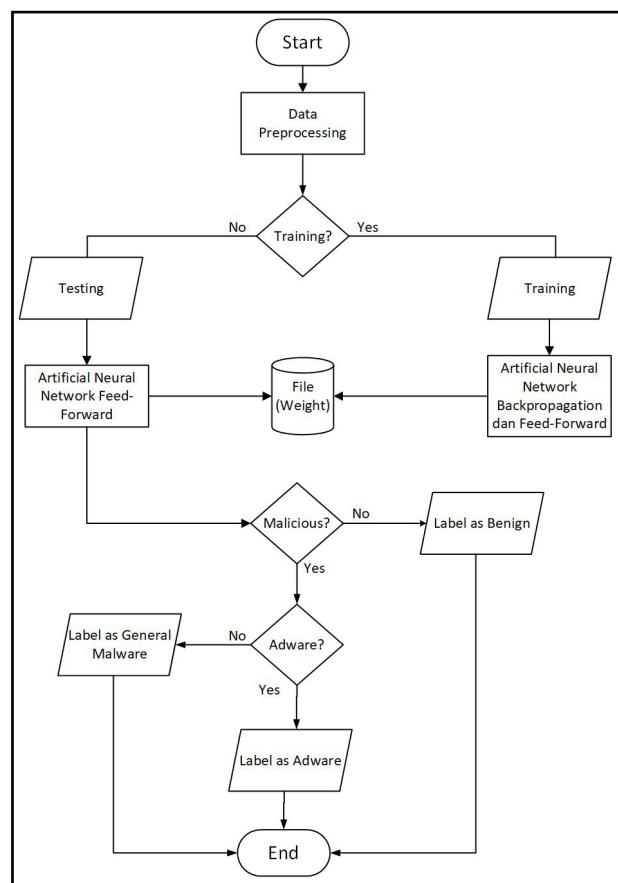 Start
Data
Preprocessing
No
Training?
Yes
Testing
Training
Artificial Neural
Network Feed-
Forward
File
(Weight)
Artificial Neural
Network
Backpropagation
dan Feed-Forward
Malicious?
No
Label as Benign
Yes
Label as General
Malware
No
Adware?
Yes
Label as Adware
End